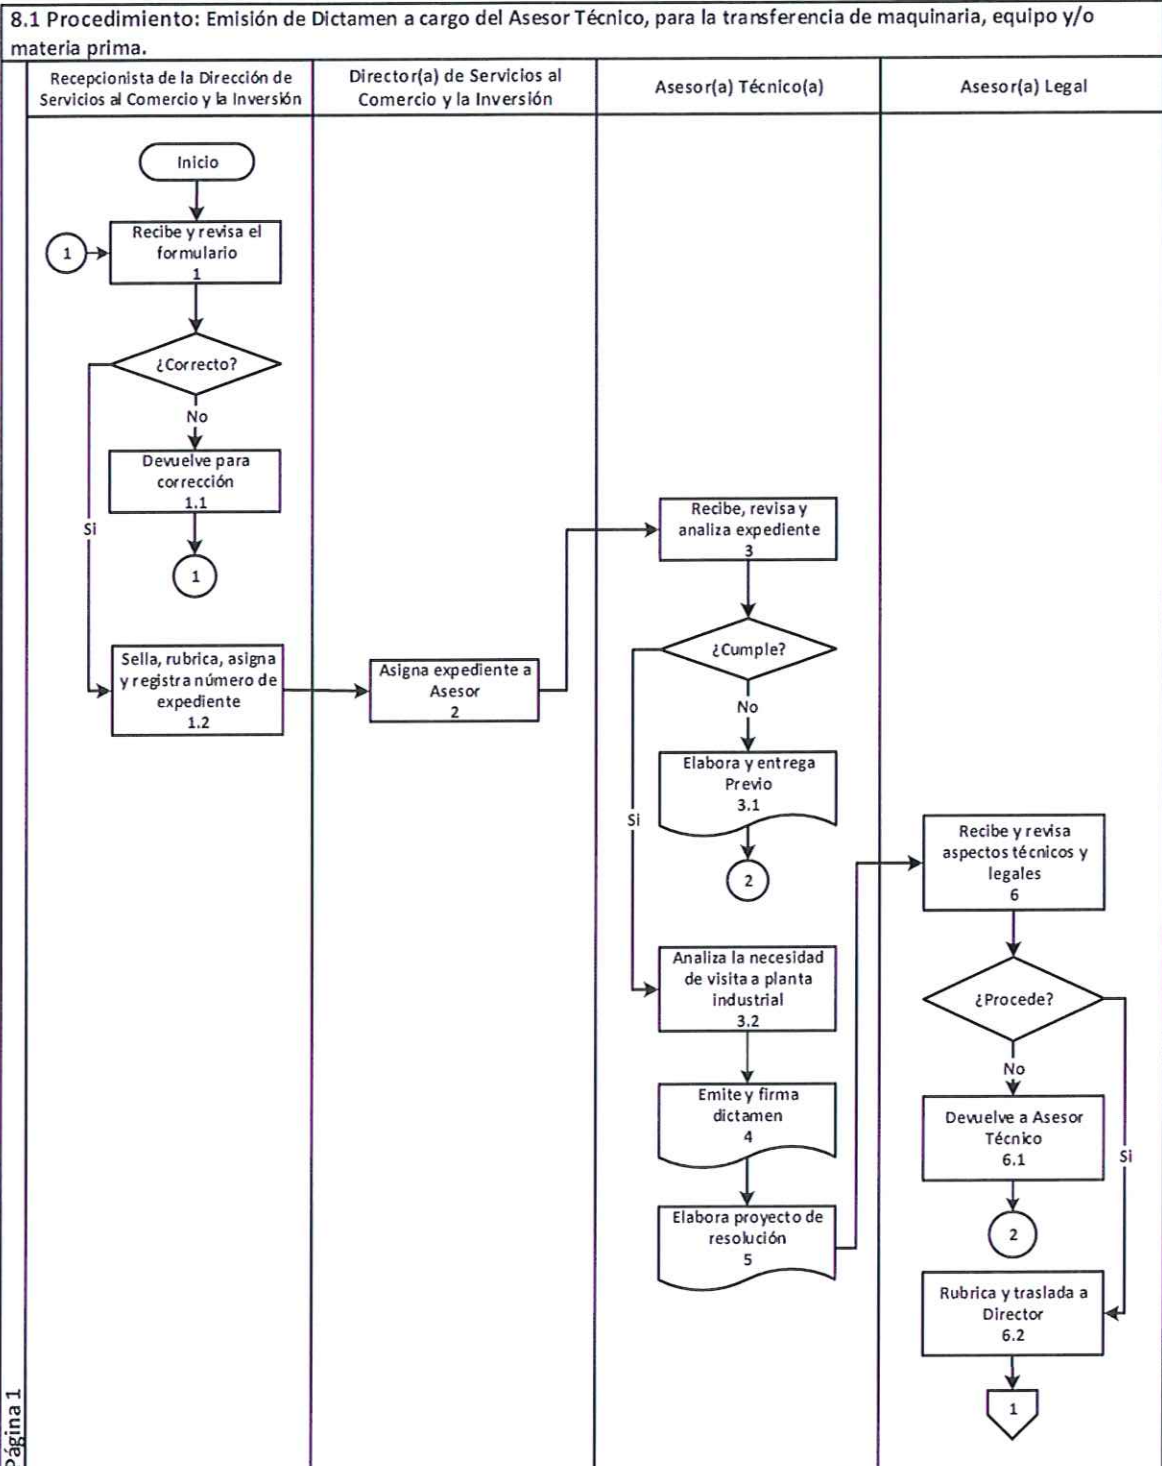 8.1 Procedimiento: Emisión de Dictamen a cargo del Asesor Técnico, para la transferencia de maquinaria, equipo y/o
materia prima.
Recepcionista de la Dirección de
Servicios al Comercio y la Inversión
Director(a) de Servicios al
Comercio y la Inversión
Asesor(a) Técnico(a)
Asesor(a) Legal
Inicio
1
Recibe y revisa el
formulario
1
¿Correcto?
No
Devuelve para
corrección
1.1
Si
1
Sella, rubrica, asigna
y registra número de
expediente
1.2
Asigna expediente a
Asesor
2
Recibe, revisa y
analiza expediente
3
¿Cumple?
No
Elabora y entrega
Previo
3.1
Si
2
Analiza la necesidad
de visita a planta
industrial
3.2
Emite y firma
dictamen
4
Elabora proyecto de
resolución
5
Recibe y revisa
aspectos técnicos y
legales
6
¿Procede?
No
Devuelve a Asesor
Técnico
6.1
Si
2
Rubrica y traslada a
Director
6.2
1
Página 1